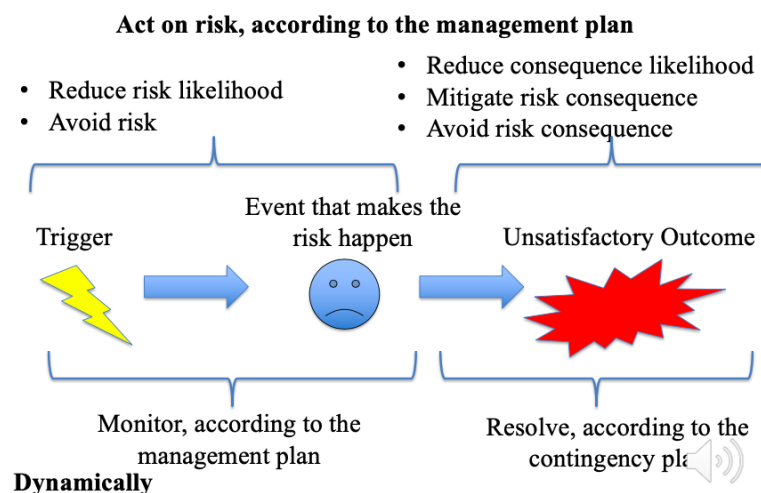 Act on risk, according to the management plan
• Reduce risk likelihood
• Avoid risk
• Reduce consequence likelihood
• Mitigate risk consequence
• Avoid risk consequence
Trigger
Event that makes the
risk happen
Unsatisfactory Outcome
Monitor, according to the
management plan
Resolve, according to the
contingency pla
Dynamically